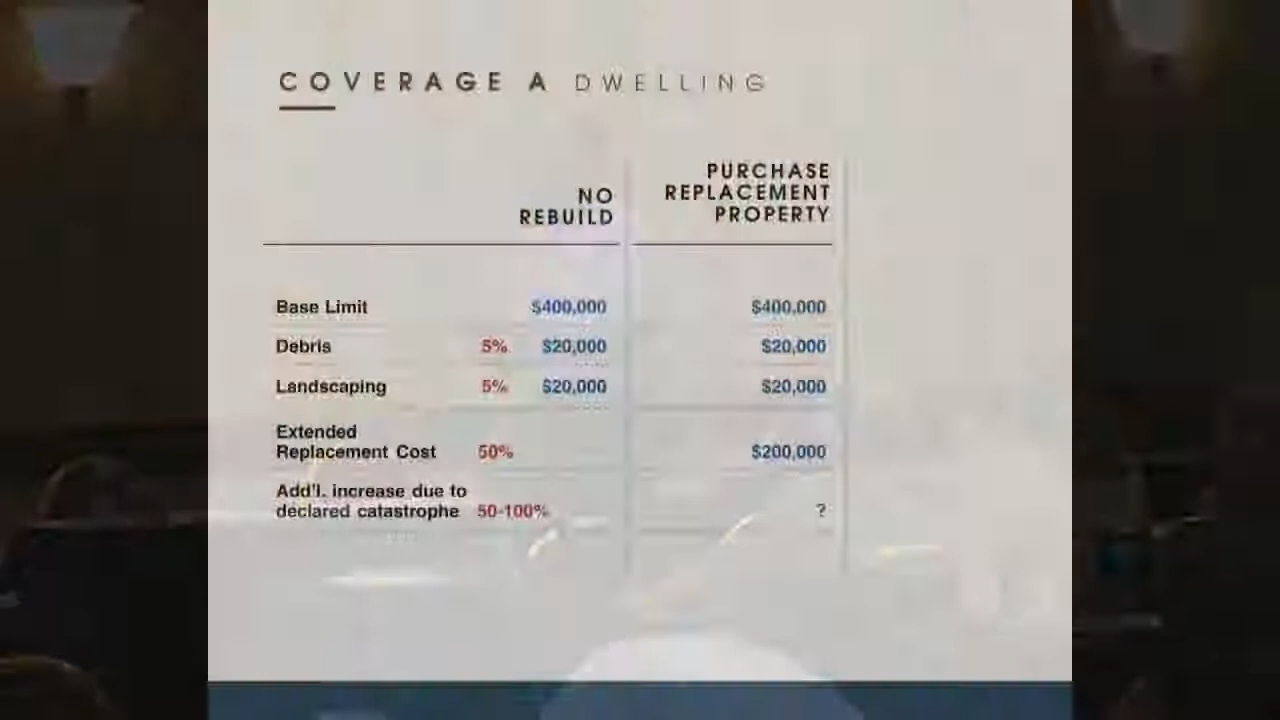 COVERAGE A DWELLING
NO
REBUILD
PURCHASE
REPLACEMENT
PROPERTY
Base Limit $400,000 $400,000
Debris 5% $20,000 $20,000
Landscaping 5% $20,000 $20,000
Extended
Replacement Cost 50% $200,000
Add'l. increase due to
declared catastrophe 50-100% ?